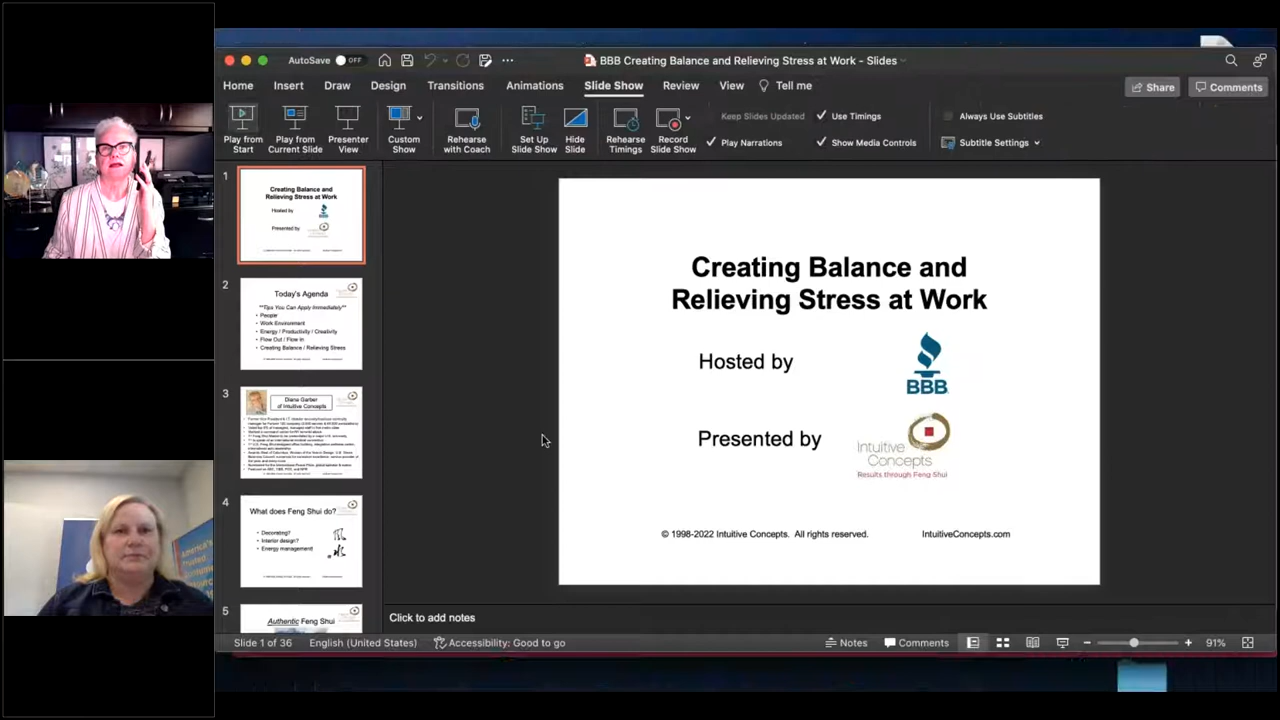 AutoSave OFF
BBB Creating Balance and Relieving Stress at Work - Slides
Home Insert Draw Design Transitions Animations Slide Show Review View Tell me
Share Comments
Play from Start
Play from Current Slide
Presenter View
Custom Show
Rehearse with Coach
Set Up Slide Show
Hide Slide
Rehearse Timings
Record Slide Show
Keep Slides Updated
Use Timings
Play Narrations
Show Media Controls
Always Use Subtitles
Subtitle Settings
1
Creating Balance and
Relieving Stress at Work
Hosted by
Presented by
2
Today's Agenda
**Tips You Can Apply Immediately**
• People
• Work Environment
• Energy / Productivity / Creativity
• Flow Out / Flow In
• Creating Balance / Relieving Stress
3
Diana Garber
of Intuitive Concepts
4
What does Feng Shui do?
• Decorating?
• Interior design?
• Energy management!
5
Authentic Feng Shui
Creating Balance and
Relieving Stress at Work
Hosted by
BBB
Presented by
Intuitive
Concepts
Results through Feng Shui
© 1998-2022 Intuitive Concepts. All rights reserved.
IntuitiveConcepts.com
Click to add notes
Slide 1 of 36
English (United States)
Accessibility: Good to go
Notes
Comments
91%
America's